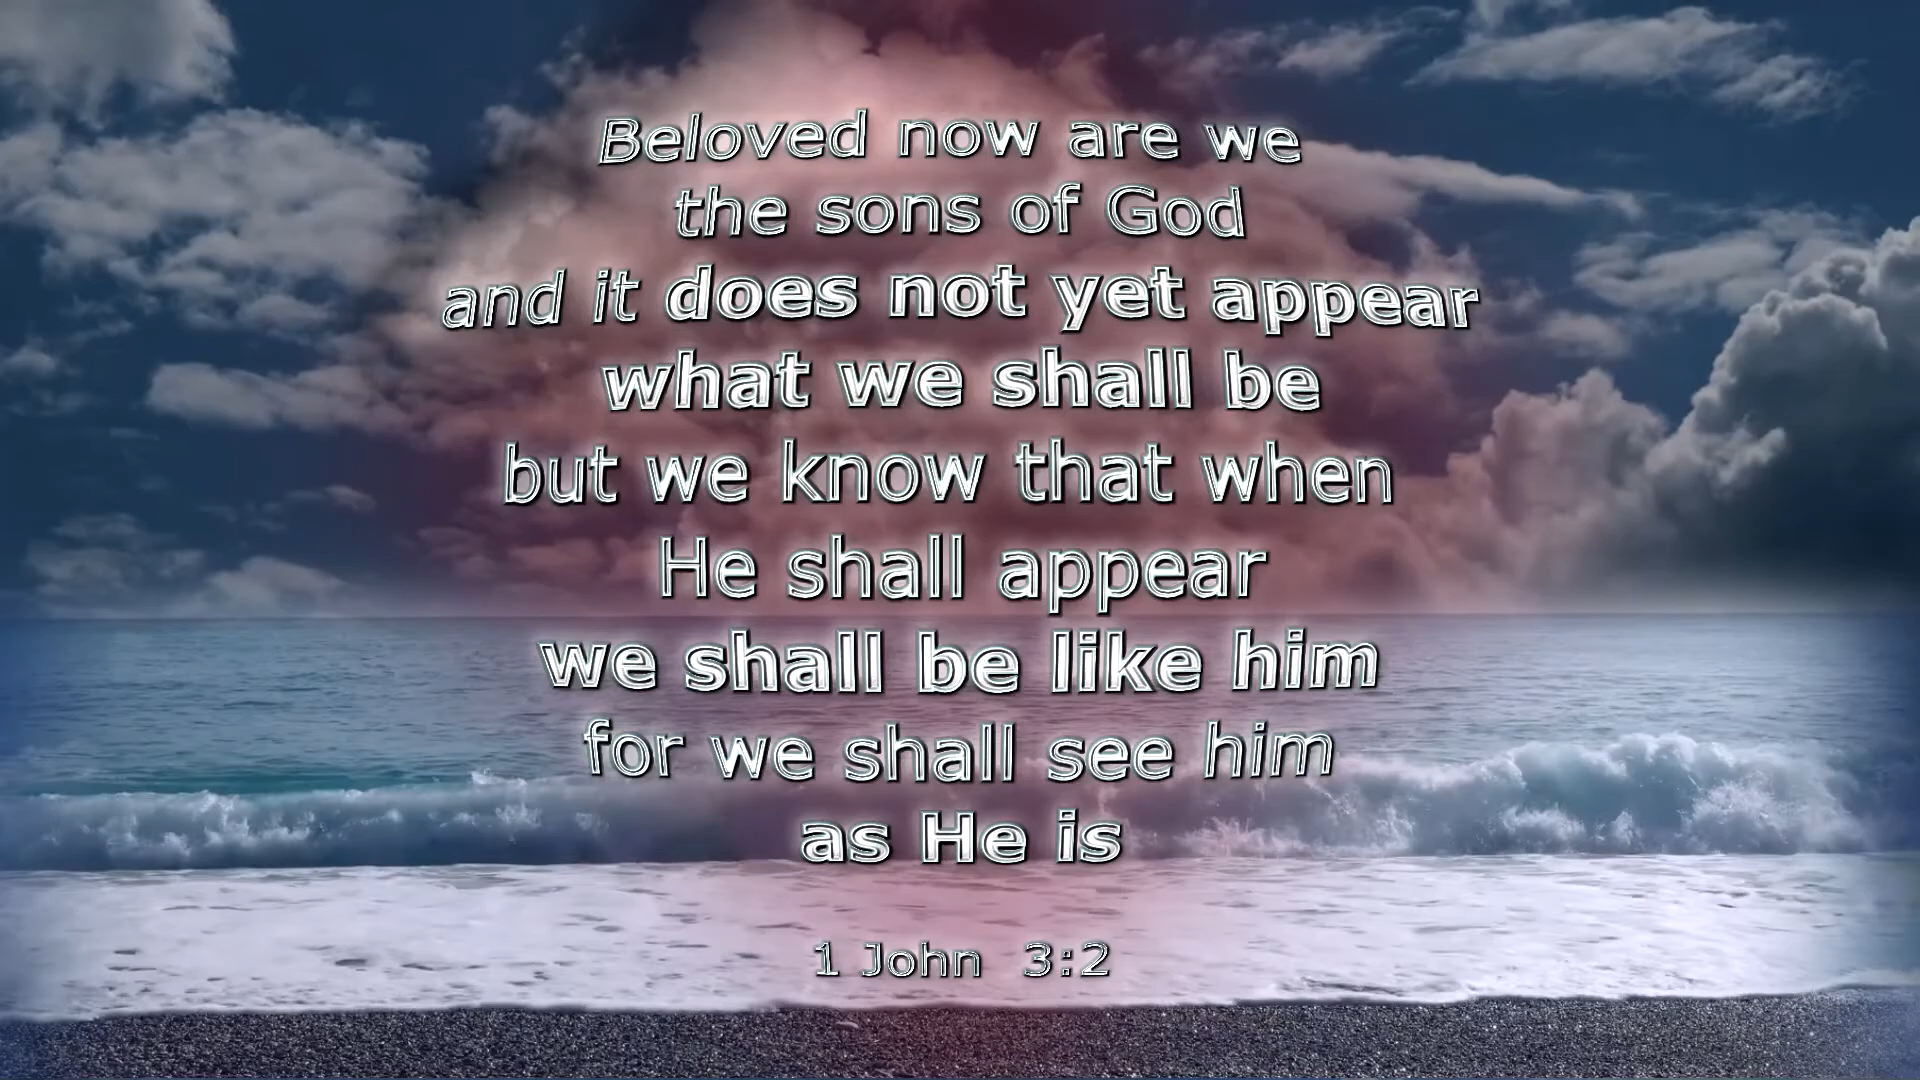 Beloved now are we
the sons of God
and it does not yet appear
what we shall be
but we know that when
He shall appear
we shall be like him
for we shall see him
as He is
1 John 3:2